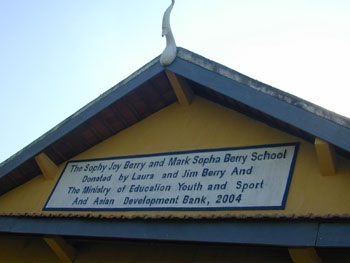 The Sophy Joy Berry and Mark Sopha Berry School
Donated by Laura and Jim Berry And
The Ministry of Education Youth and Sport
And Asian Development Bank, 2004